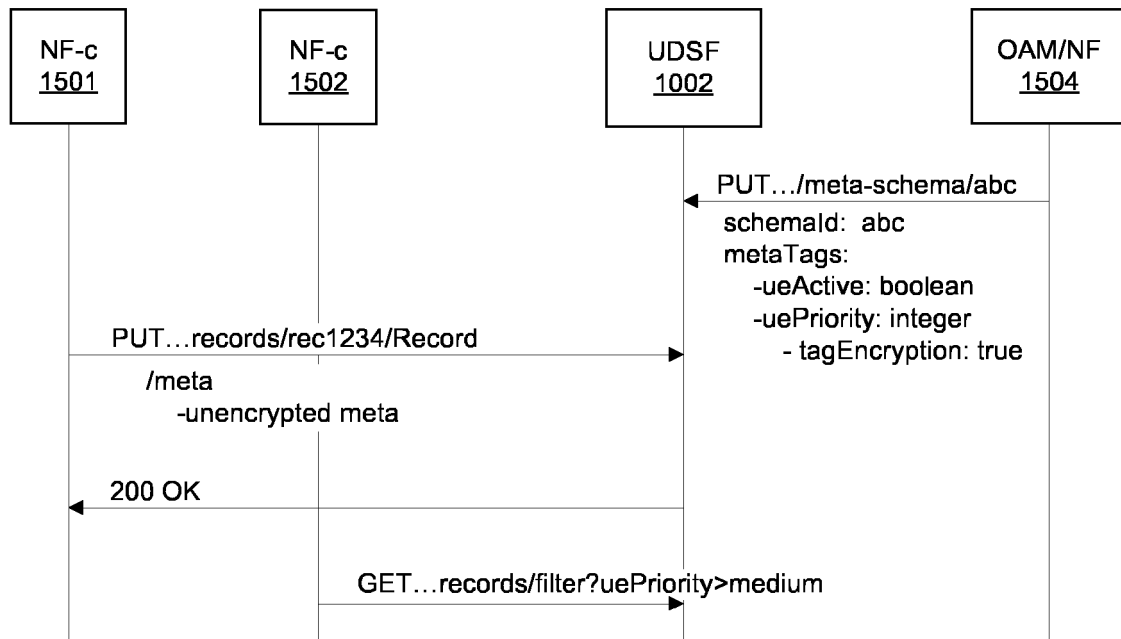 NF-c
1501
NF-c
1502
UDSF
1002
OAM/NF
1504
PUT.../meta-schema/abc
schemaId: abc
metaTags:
-ueActive: boolean
-uePriority: integer
- tagEncryption: true
PUT...records/rec1234/Record
/meta
-unencrypted meta
200 OK
GET...records/filter?uePriority>medium